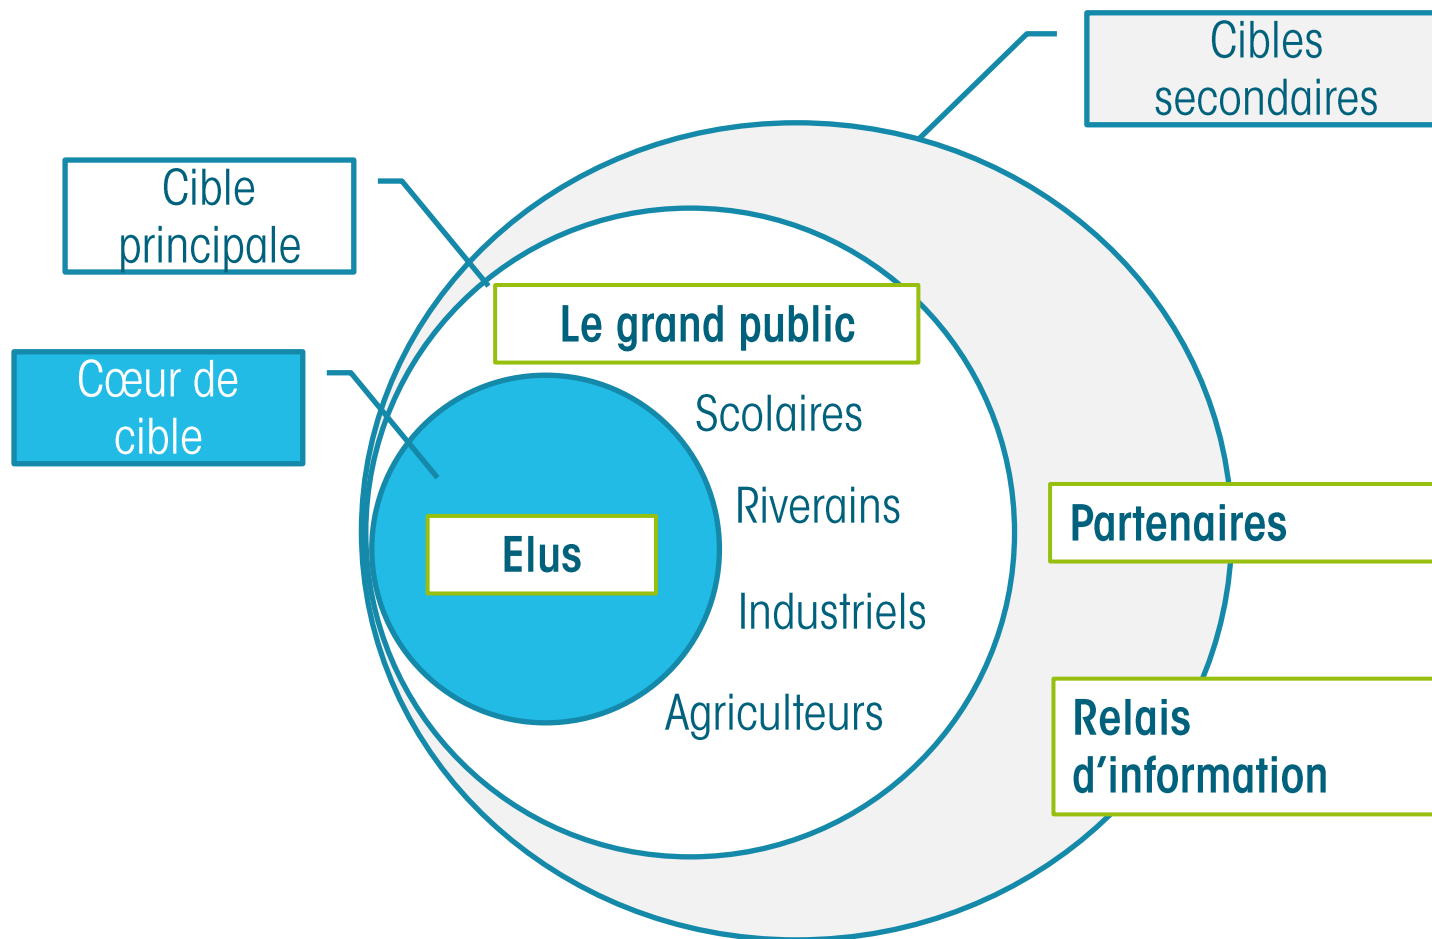 Cibles
secondaires
Cible
principale
Le grand public
Cœur de
cible
Scolaires
Riverains
Elus
Partenaires
Industriels
Agriculteurs
Relais
d’information